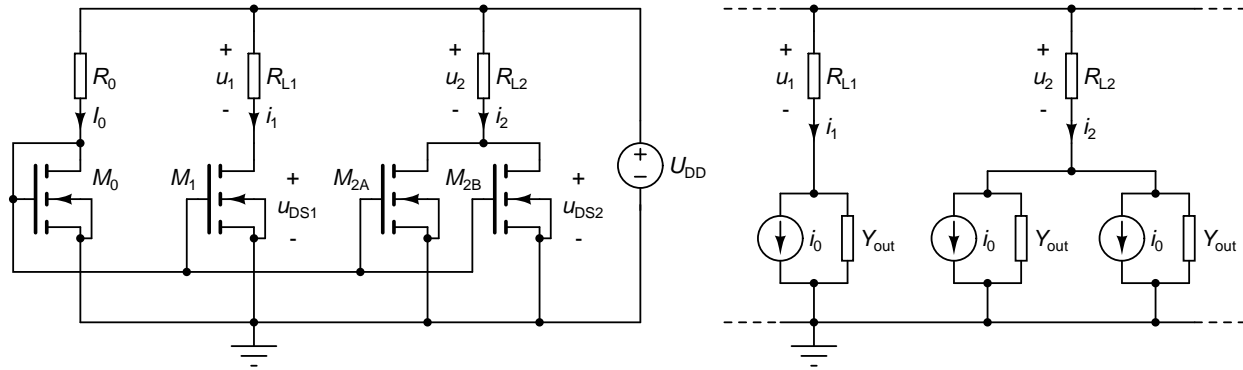 + + + +
R0 u1 RL1 u2 RL2 u1 RL1 u2 RL2
- - - -
I0 i1 i2 i1 i2
M0 M1 + M2A M2B + + UDD
uDS1 uDS2 -
- -
i0 Yout i0 Yout i0 Yout